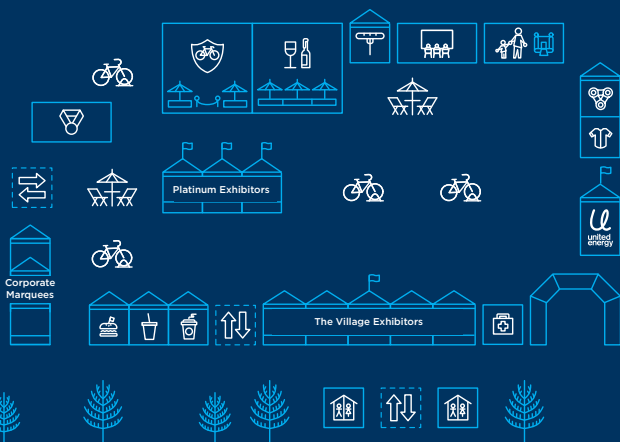 Platinum Exhibitors
united
energy
Corporate
Marquees
The Village Exhibitors